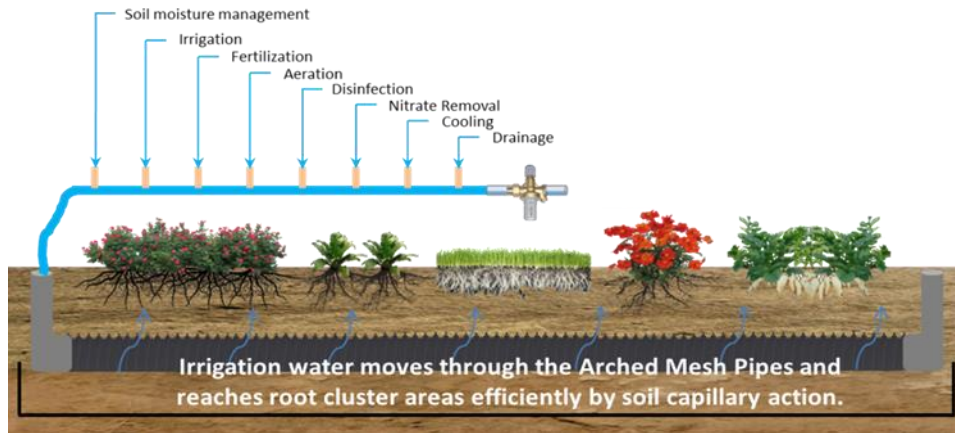 Soil moisture management
Irrigation
Fertilization
Aeration
Disinfection
Nitrate Removal
Cooling
Drainage
Irrigation water moves through the Arched Mesh Pipes and
reaches root cluster areas efficiently by soil capillary action.